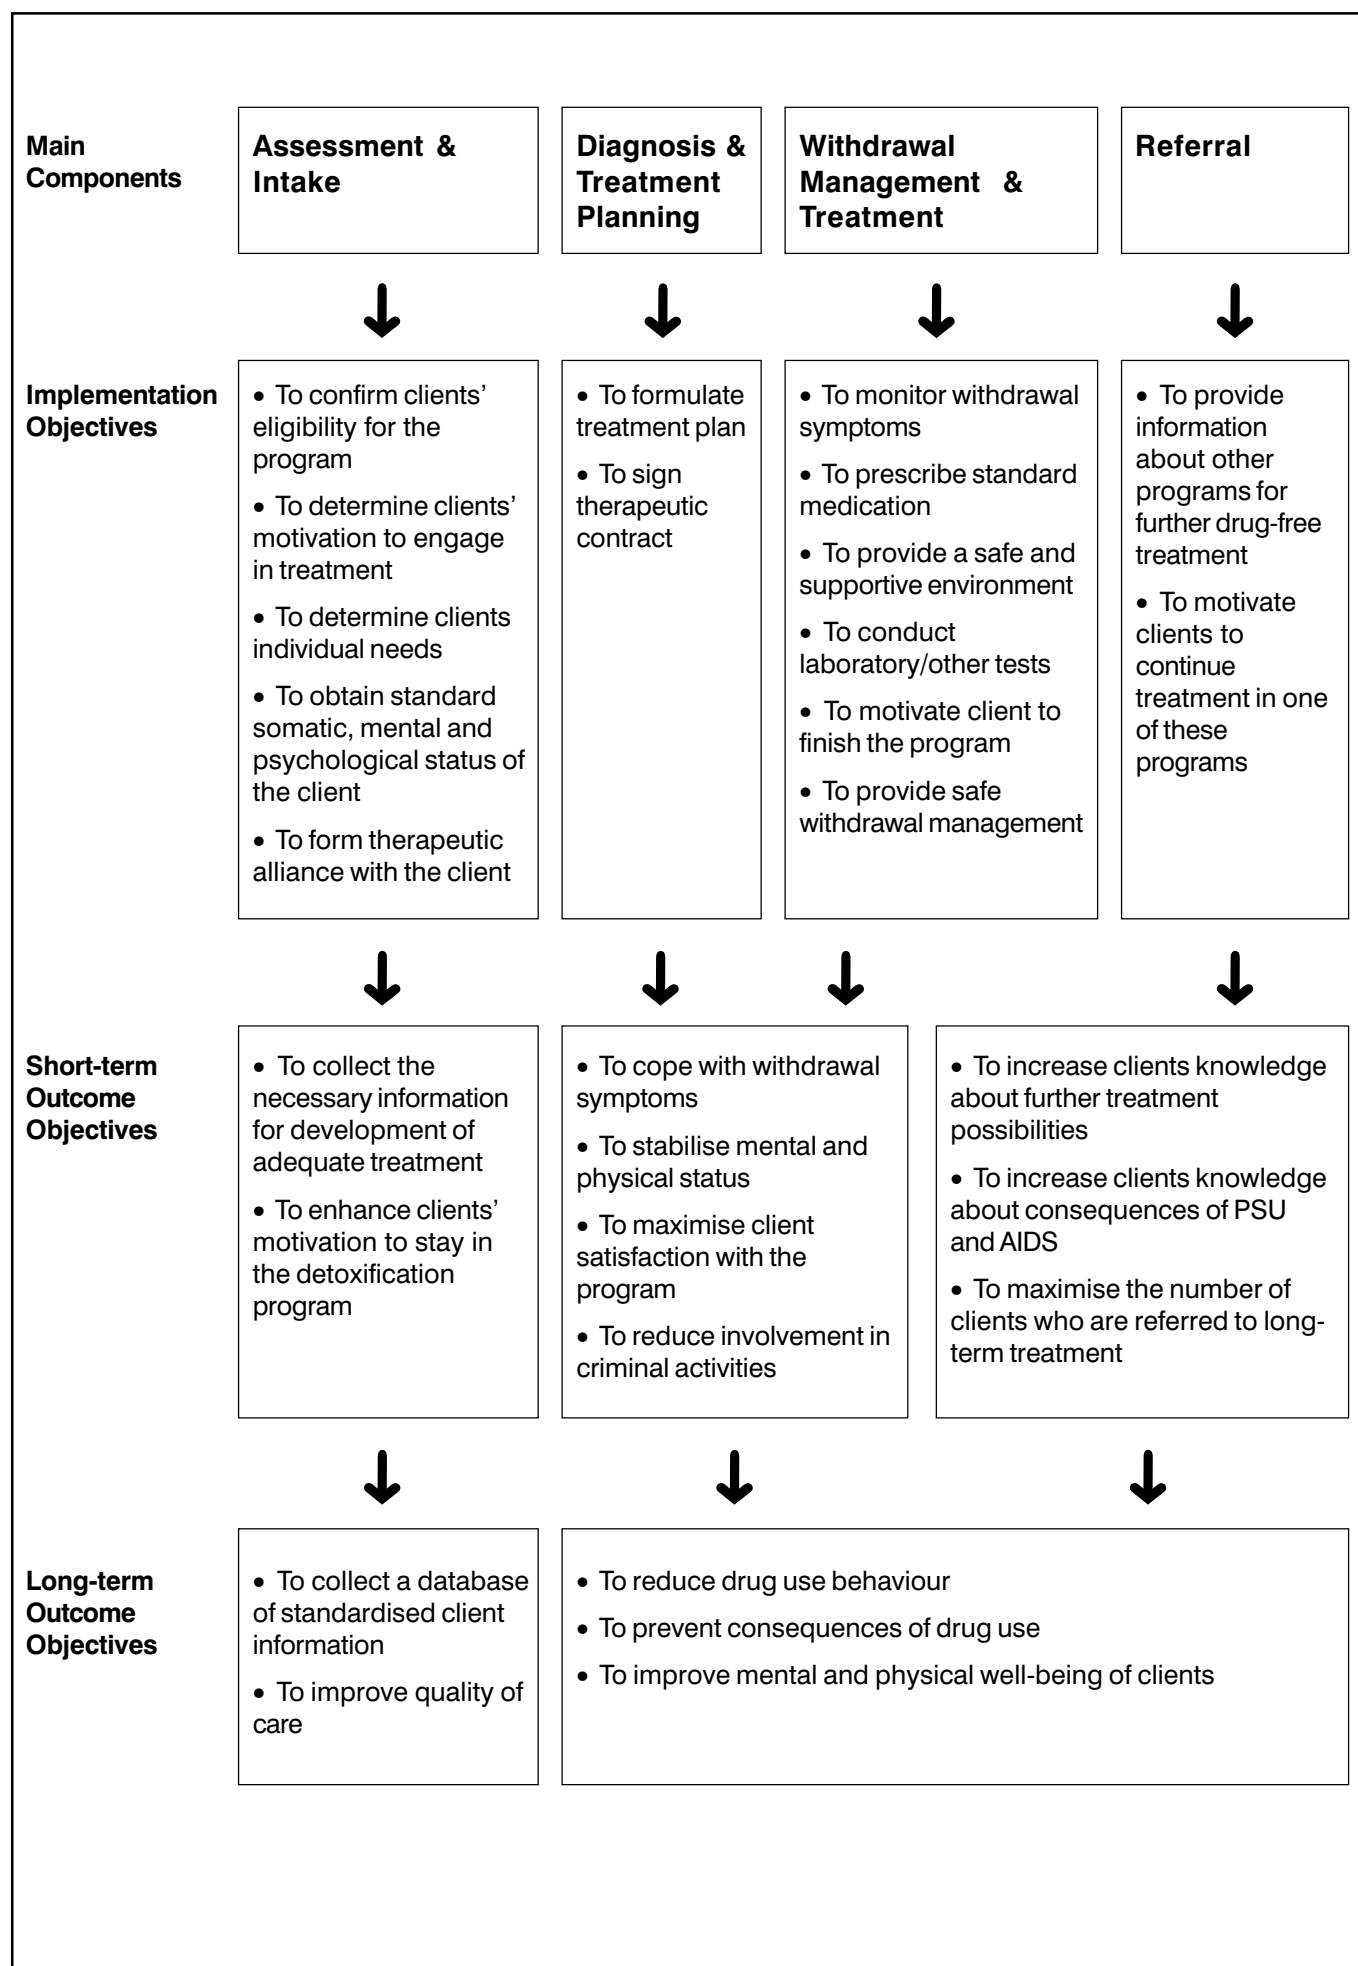 Main
Components
Assessment &
Intake
Diagnosis &
Treatment
Planning
Withdrawal
Management &
Treatment
Referral
Implementation
Objectives
• To confirm clients’
eligibility for the
program
• To determine clients’
motivation to engage
in treatment
• To determine clients
individual needs
• To obtain standard
somatic, mental and
psychological status of
the client
• To form therapeutic
alliance with the client
• To formulate
treatment plan
• To sign
therapeutic
contract
• To monitor withdrawal
symptoms
• To prescribe standard
medication
• To provide a safe and
supportive environment
• To conduct
laboratory/other tests
• To motivate client to
finish the program
• To provide safe
withdrawal management
• To provide
information
about other
programs for
further drug-free
treatment
• To motivate
clients to
continue
treatment in one
of these
programs
Short-term
Outcome
Objectives
• To collect the
necessary information
for development of
adequate treatment
• To enhance clients’
motivation to stay in
the detoxification
program
• To cope with withdrawal
symptoms
• To stabilise mental and
physical status
• To maximise client
satisfaction with the
program
• To reduce involvement in
criminal activities
• To increase clients knowledge
about further treatment
possibilities
• To increase clients knowledge
about consequences of PSU
and AIDS
• To maximise the number of
clients who are referred to long-
term treatment
Long-term
Outcome
Objectives
• To collect a database
of standardised client
information
• To improve quality of
care
• To reduce drug use behaviour
• To prevent consequences of drug use
• To improve mental and physical well-being of clients